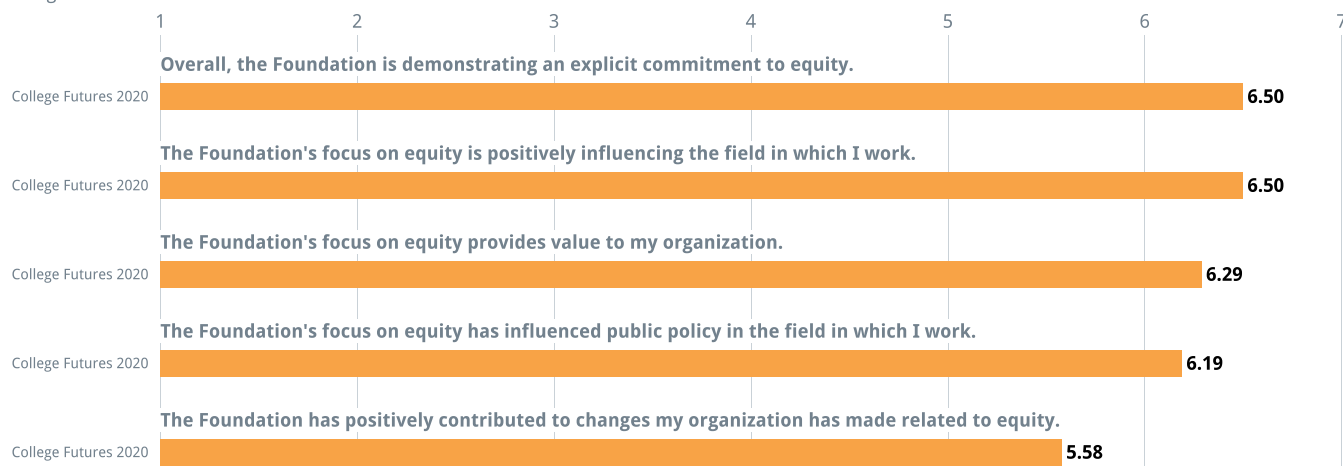 1 2 3 4 5 6 7
Overall, the Foundation is demonstrating an explicit commitment to equity.
College Futures 2020 6.50
The Foundation's focus on equity is positively influencing the field in which I work.
College Futures 2020 6.50
The Foundation's focus on equity provides value to my organization.
College Futures 2020 6.29
The Foundation's focus on equity has influenced public policy in the field in which I work.
College Futures 2020 6.19
The Foundation has positively contributed to changes my organization has made related to equity.
College Futures 2020 5.58